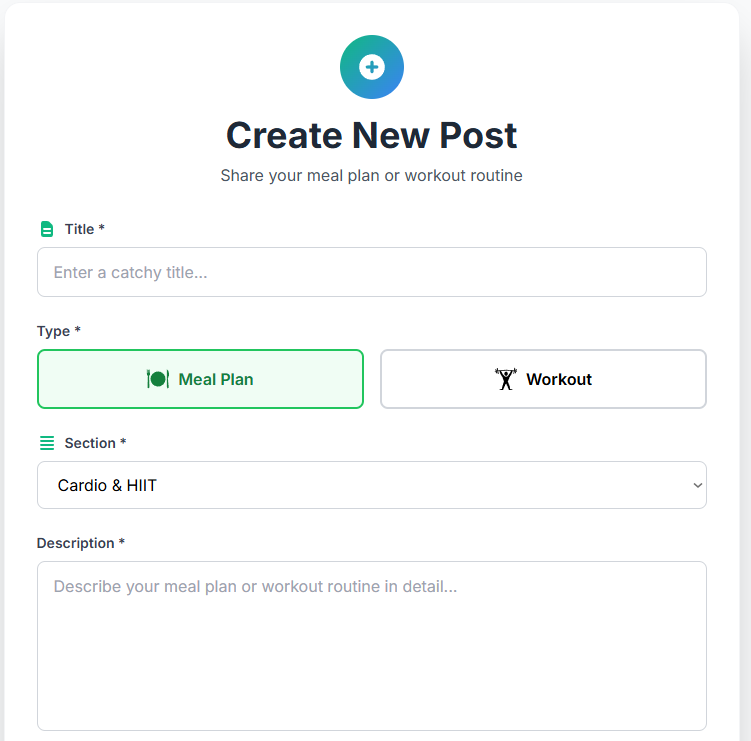 Create New Post
Share your meal plan or workout routine
Title *
Enter a catchy title...
Type *
Meal Plan
Workout
Section *
Cardio & HIIT
Description *
Describe your meal plan or workout routine in detail...